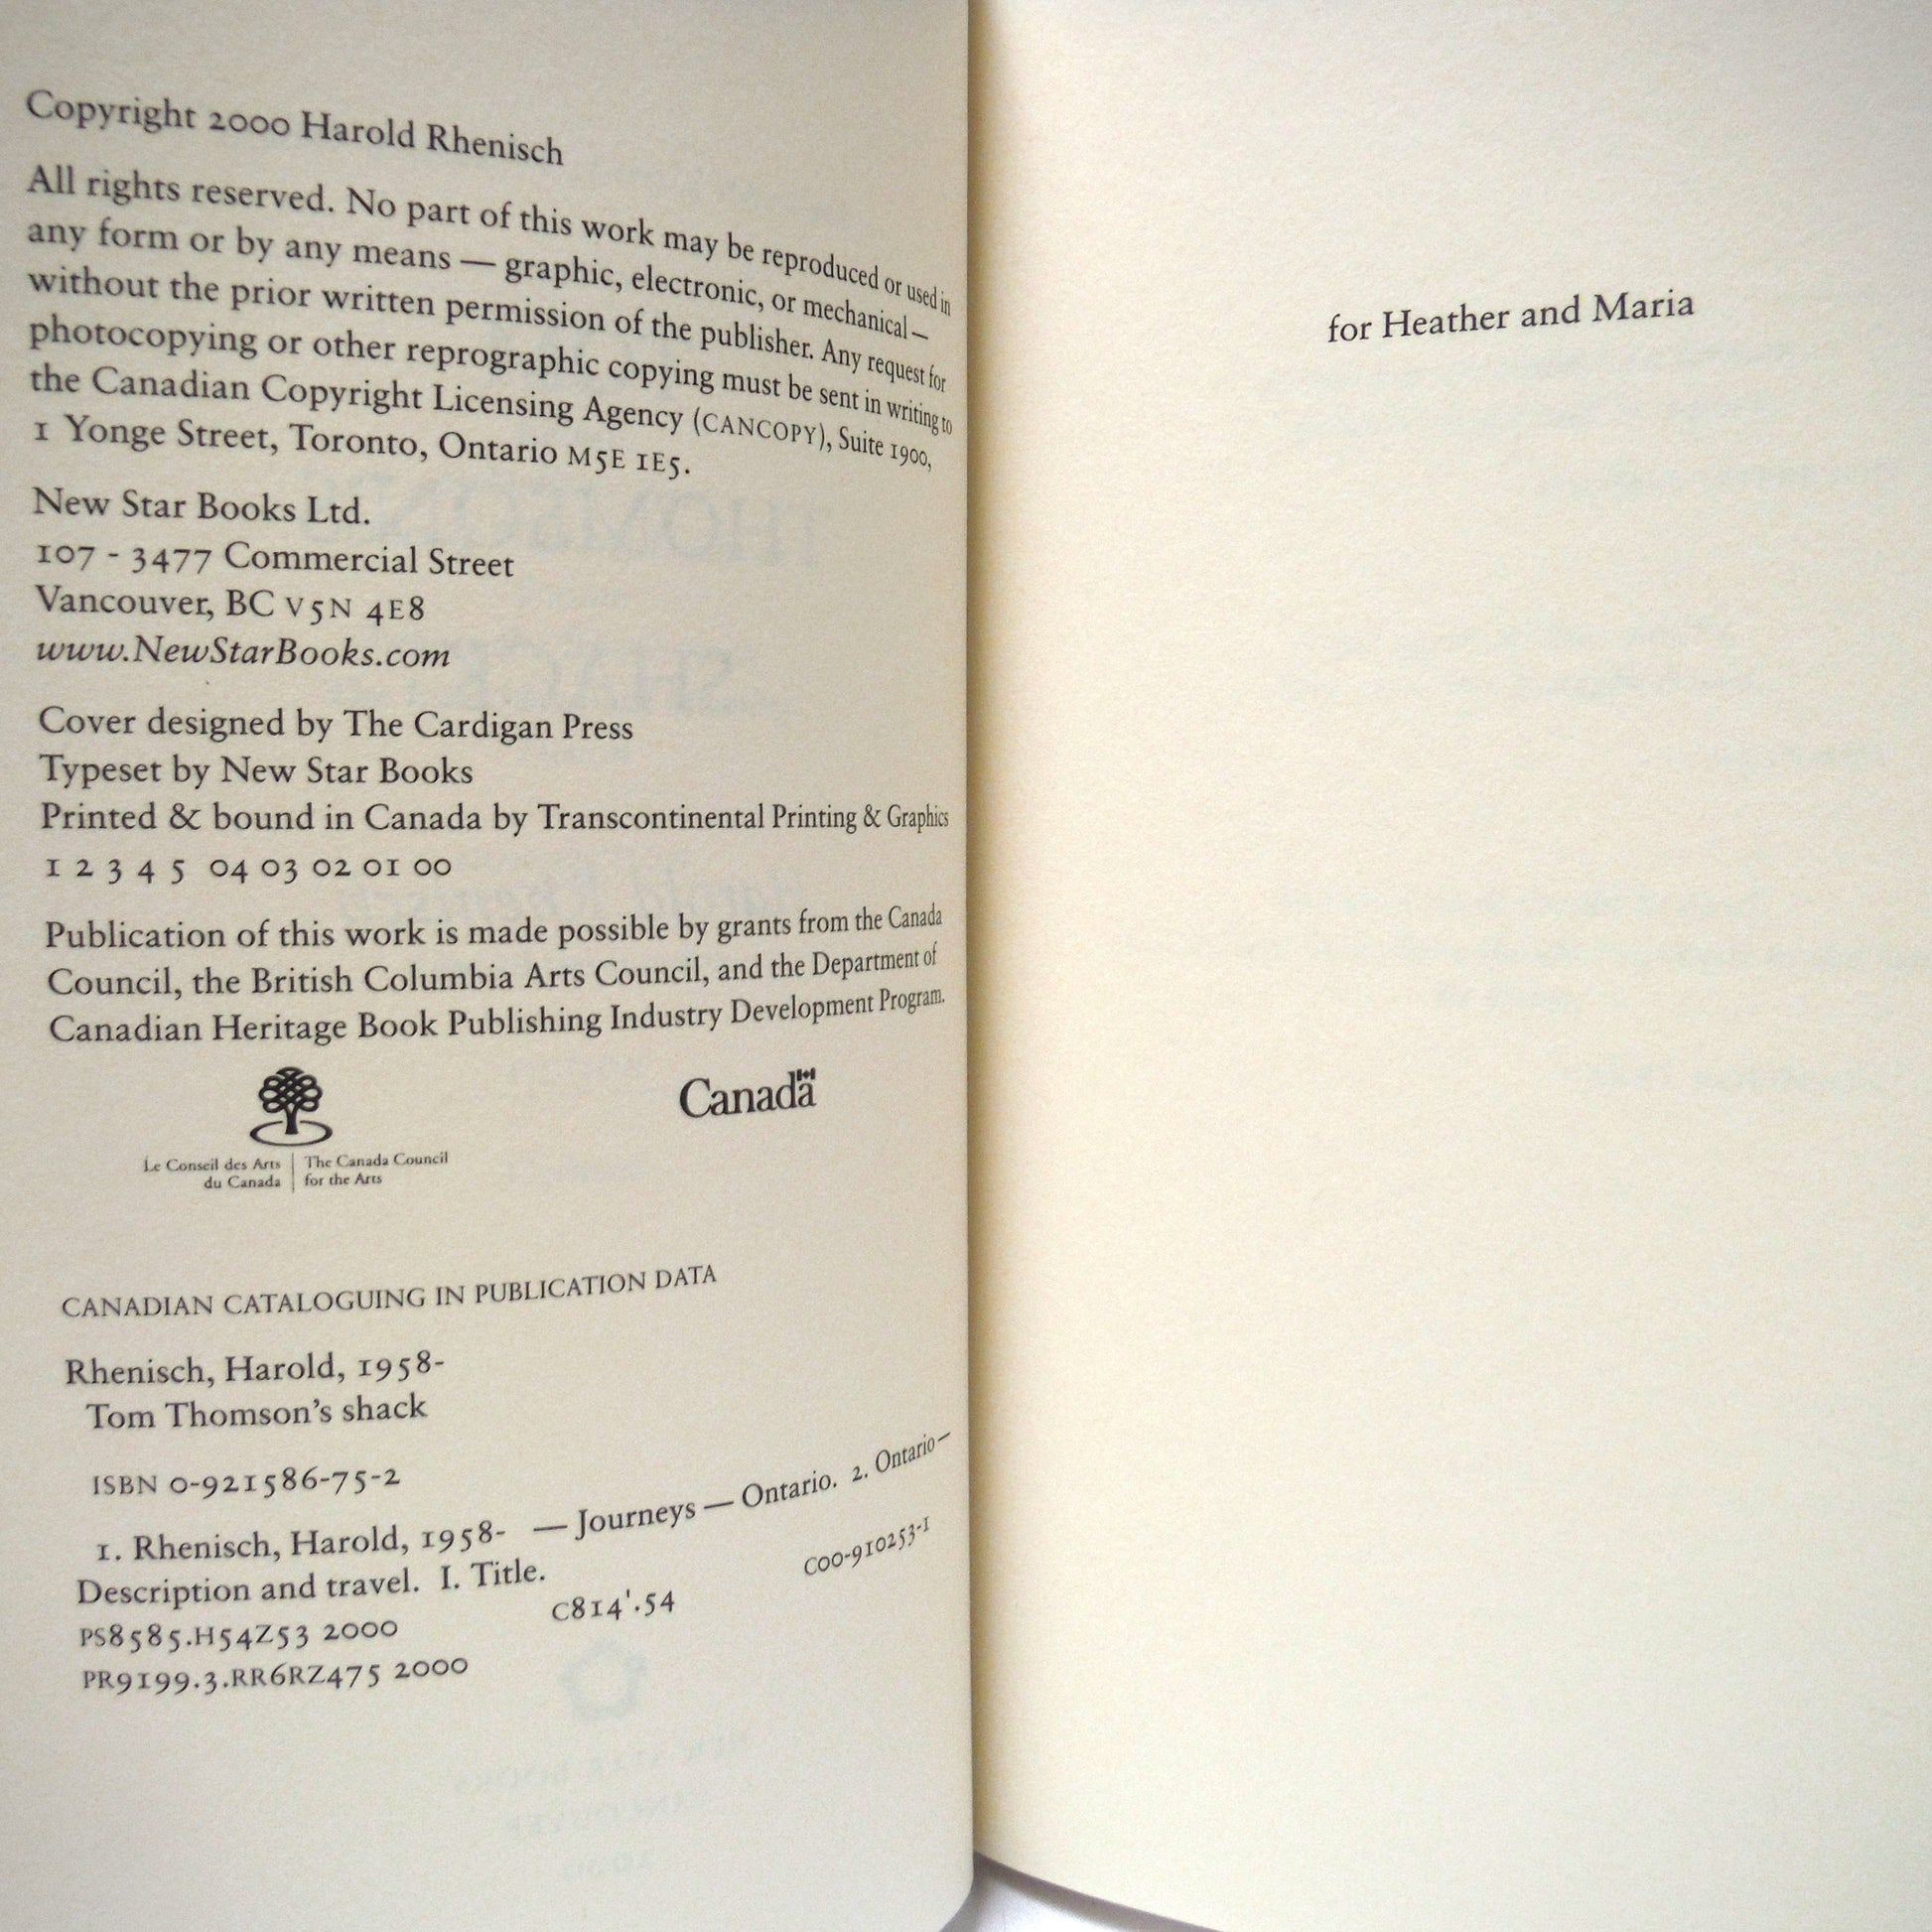 Copyright 2000 Harold Rhenisch
All rights reserved. No part of this work may be reproduced or used in
any form or by any means — graphic, electronic, or mechanical —
without the prior written permission of the publisher. Any request for
photocopying or other reprographic copying must be sent in writing to
the Canadian Copyright Licensing Agency (CANCOPY), Suite 1900,
1 Yonge Street, Toronto, Ontario M5E 1E5.
New Star Books Ltd.
107 - 3477 Commercial Street
Vancouver, BC V5N 4E8
www.NewStarBooks.com
Cover designed by The Cardigan Press
Typeset by New Star Books
Printed & bound in Canada by Transcontinental Printing & Graphics
1 2 3 4 5 04 03 02 01 00
Publication of this work is made possible by grants from the Canada
Council, the British Columbia Arts Council, and the Department of
Canadian Heritage Book Publishing Industry Development Program.
Canada
Le Conseil des Arts | The Canada Council
du Canada | for the Arts
CANADIAN CATALOGUING IN PUBLICATION DATA
Rhenisch, Harold, 1958-
Tom Thomson's shack
ISBN 0-921586-75-2
1. Rhenisch, Harold, 1958- — Journeys — Ontario. 2. Ontario —
Description and travel. I. Title.
PS8585.H54Z53 2000 C814'.54 C00-910253-1
PR9199.3.RR6RZ475 2000
for Heather and Maria